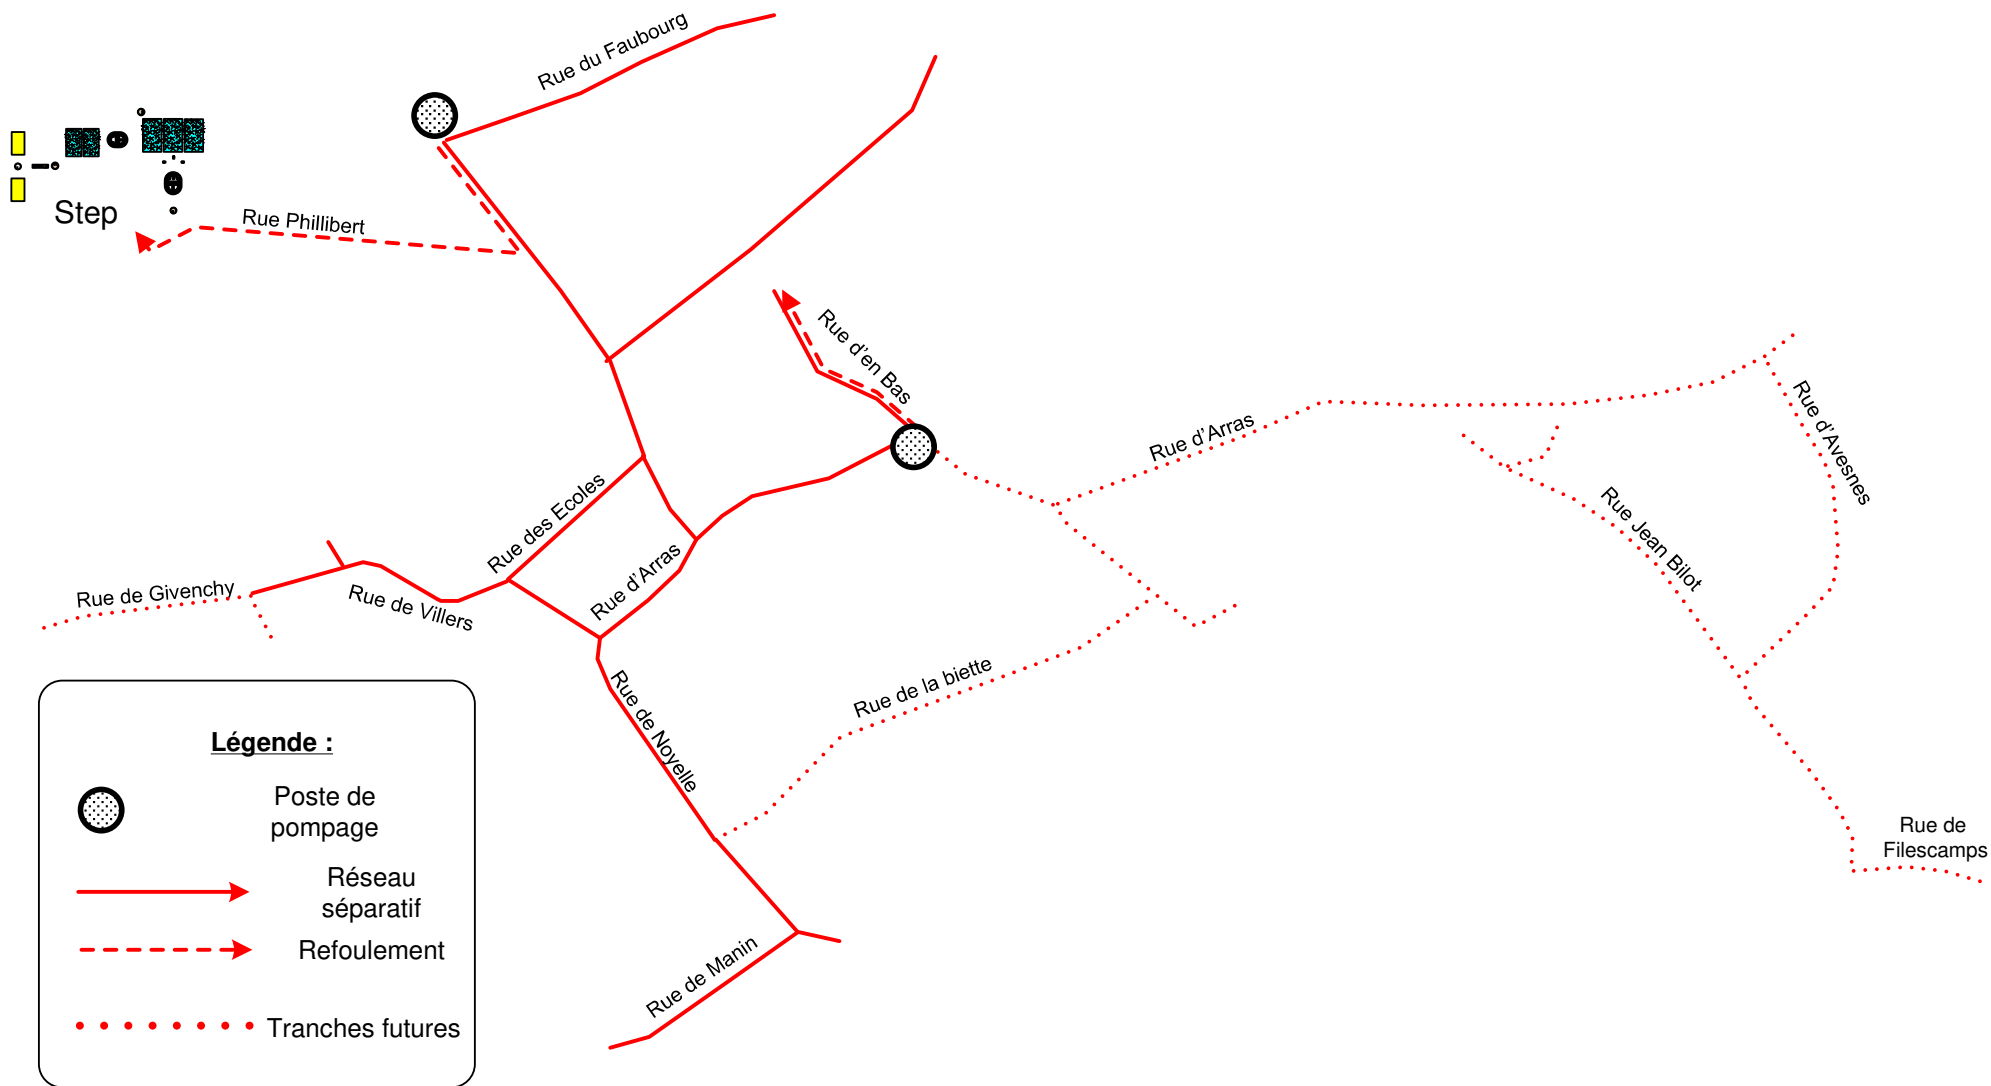 Rue du Faubourg
Step
Rue Phillibert
Rue d'en Bas
Rue d'Arras
Rue d'Avesnes
Rue des Ecoles
Rue Jean Bilot
Rue d'Arras
Rue de Givenchy
Rue de Villers
Rue de la biette
Rue de Noyelle
Rue de
Filescamps
Rue de Manin
Légende :
Poste de
pompage
Réseau
séparatif
Refoulement
Tranches futures